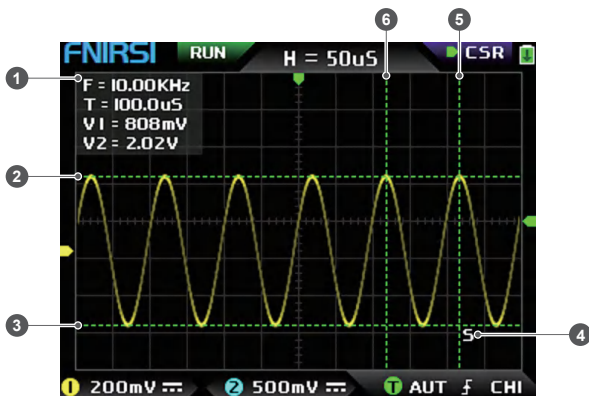 6 5
FNIRSI RUN H = 50uS CSR
1
F = 10.00KHz
T = 100.0uS
V1 = 808mV
V2 = 2.02V
2
3
S 4
1 200mV 2 500mV T AUT CHI